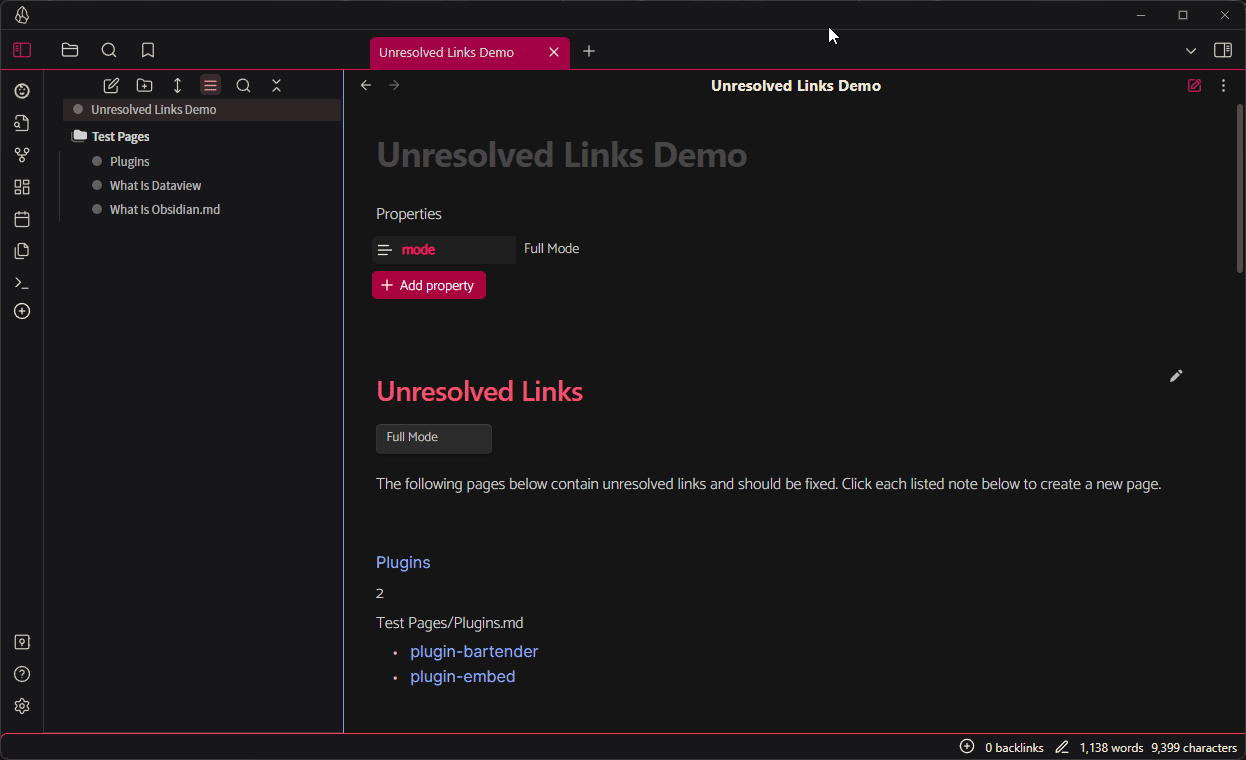 Unresolved Links Demo
Unresolved Links Demo
Unresolved Links Demo
Test Pages
Plugins
What Is Dataview
What Is Obsidian.md
Unresolved Links Demo
Properties
mode Full Mode
Add property
Unresolved Links
Full Mode
The following pages below contain unresolved links and should be fixed. Click each listed note below to create a new page.
Plugins
2
Test Pages/Plugins.md
• plugin-bartender
• plugin-embed
0 backlinks 1,138 words 9,399 characters